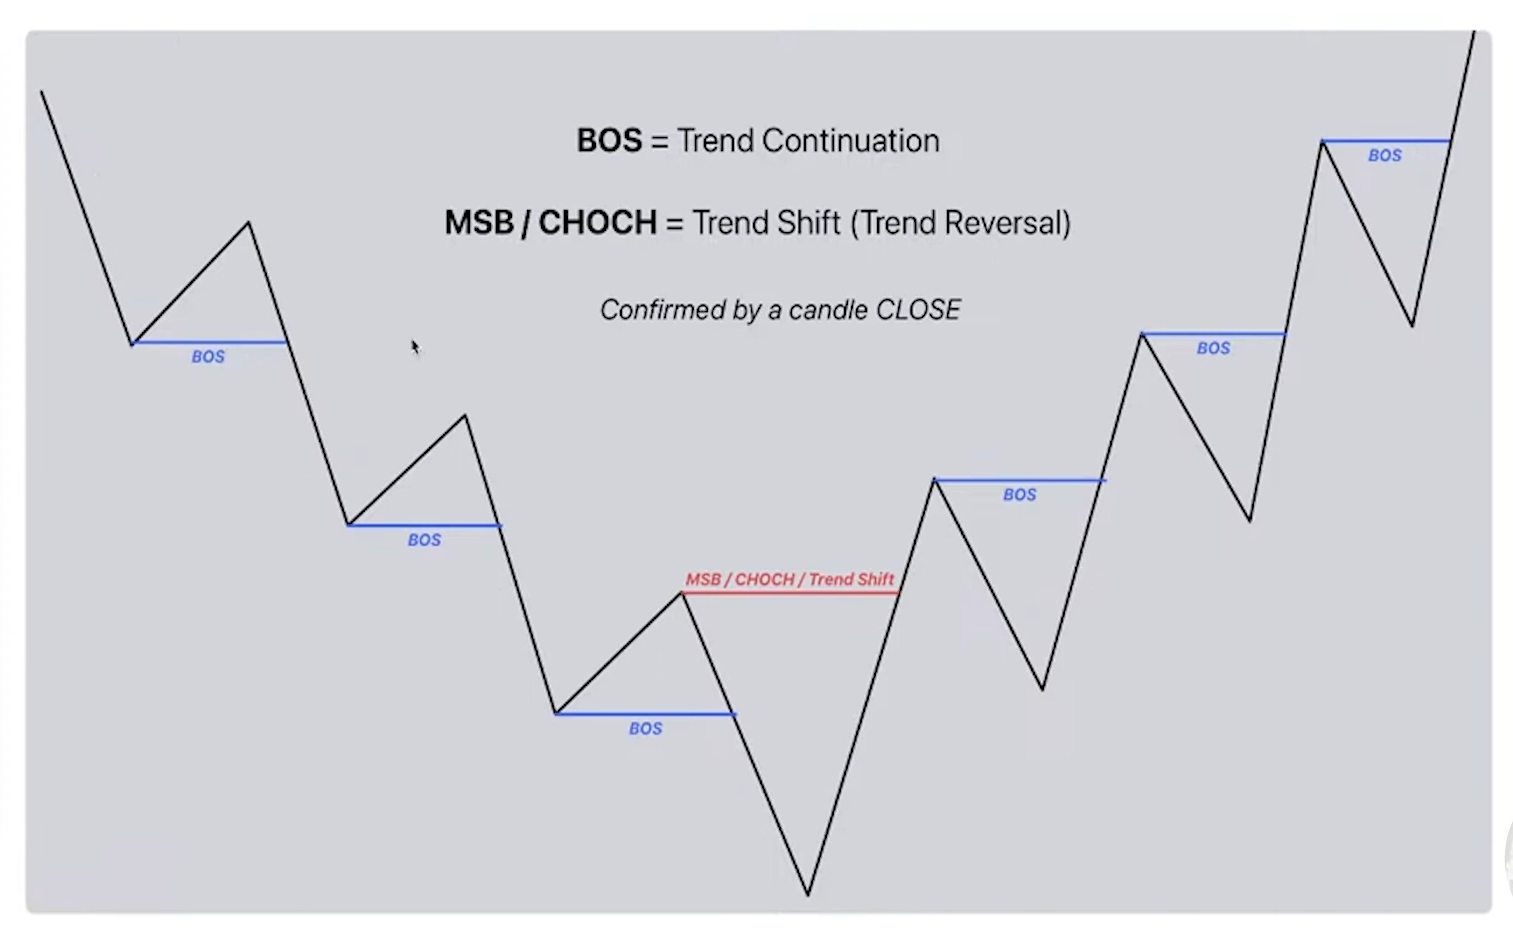 BOS = Trend Continuation
BOS
MSB / CHOCH = Trend Shift (Trend Reversal)
Confirmed by a candle CLOSE
BOS
BOS
BOS
BOS
MSB / CHOCH / Trend Shift
BOS